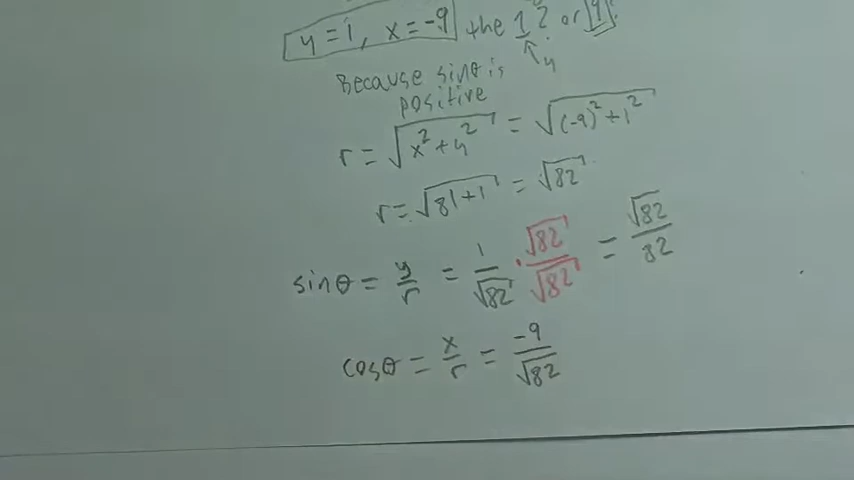 y = 1, x = -9 the 1? or 9?
↑ y
Because sinθ is
positive
r = √(x² + y²) = √((-9)² + 1²)
r = √(81+1) = √82
sinθ = y/r = 1/√82 · √82/√82 = √82/82
cosθ = x/r = -9/√82